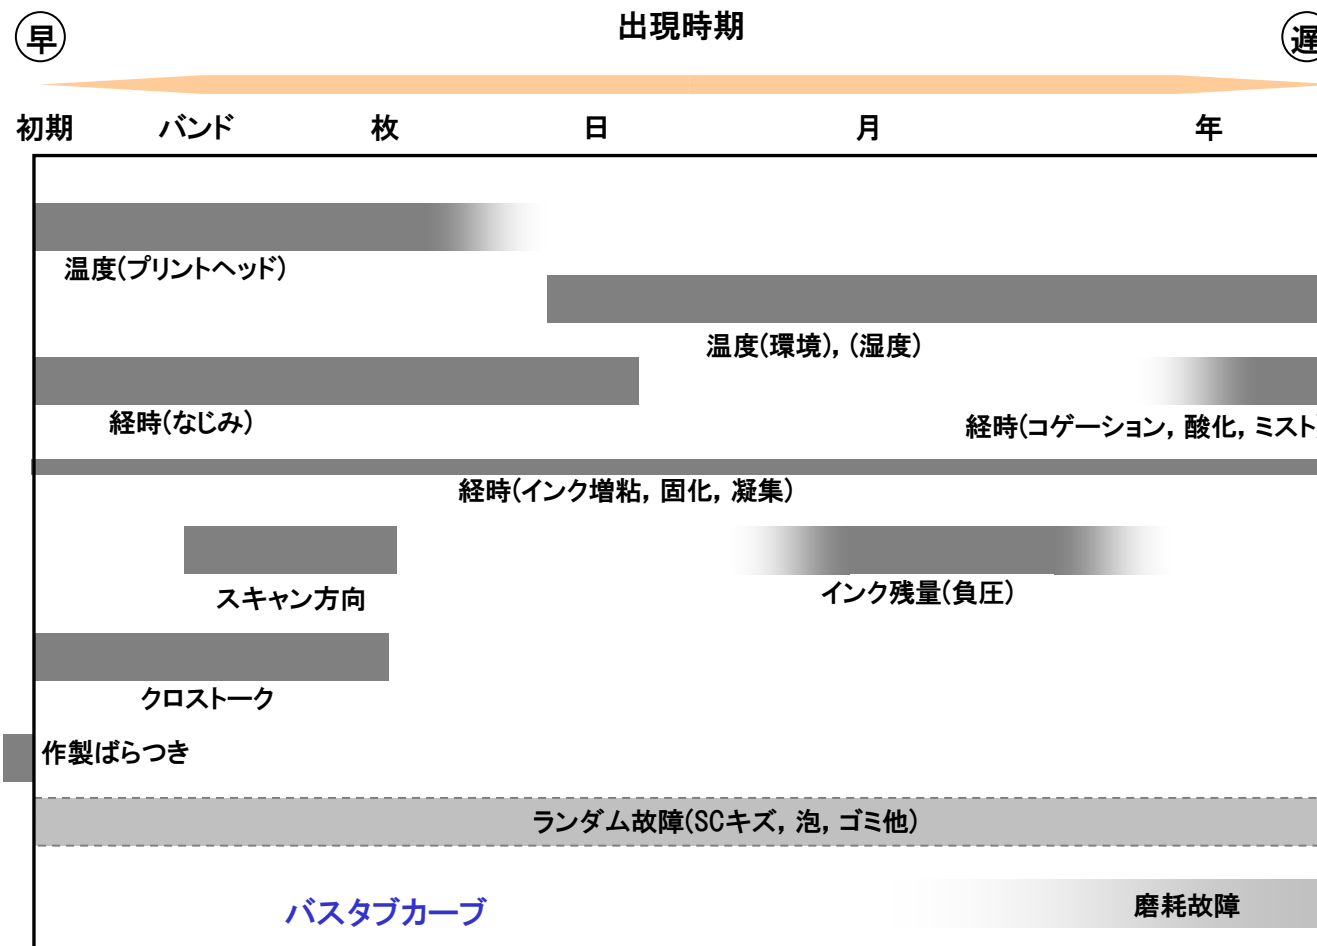 早 出現時期 遅
初期 バンド 枚 日 月 年
温度(プリントヘッド)
温度(環境), (湿度)
経時(なじみ)
経時(コゲーション, 酸化, ミスト)
経時(インク増粘, 固化, 凝集)
スキャン方向
インク残量(負圧)
クロストーク
作製ばらつき
ランダム故障(SCキズ, 泡, ゴミ他)
バスタブカーブ
磨耗故障